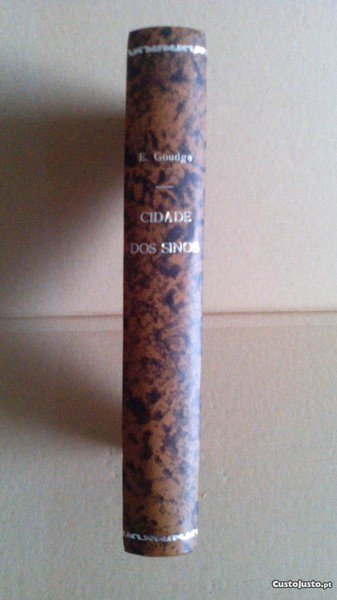 E. Goudge
CIDADE
DOS SINOS
CustoJusto.pt